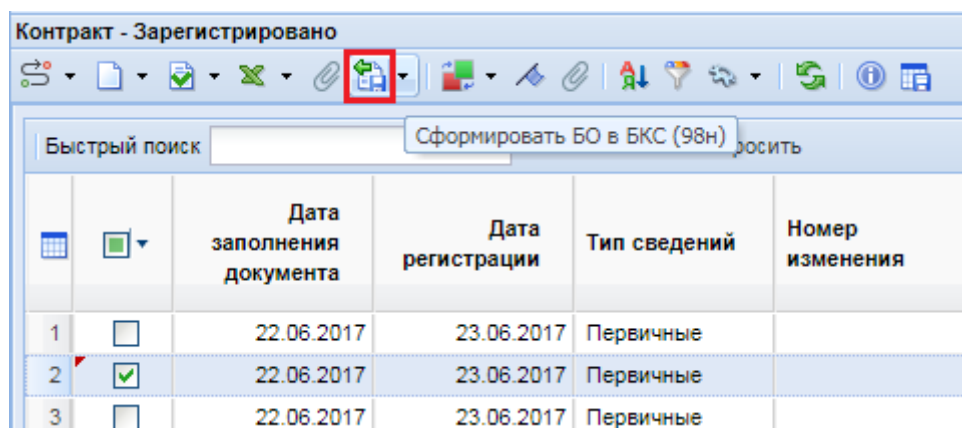 Контракт - Зарегистрировано
Быстрый поиск
Сформировать БО в БКС (98н)
росить
Дата заполнения документа
Дата регистрации
Тип сведений
Номер изменения
1 22.06.2017 23.06.2017 Первичные
2 22.06.2017 23.06.2017 Первичные
3 22.06.2017 23.06.2017 Первичные